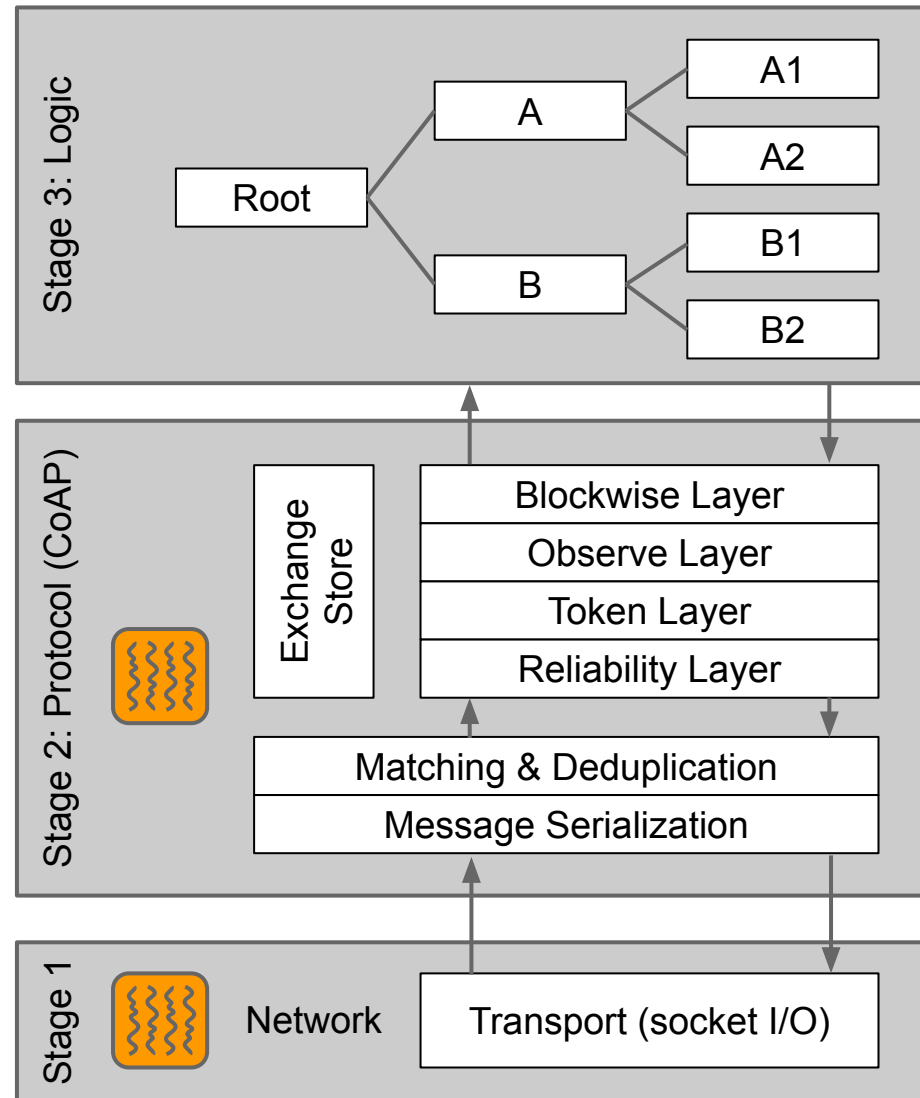 Stage 3: Logic
Root
A
B
A1
A2
B1
B2
Stage 2: Protocol (CoAP)
Exchange
Store
Blockwise Layer
Observe Layer
Token Layer
Reliability Layer
Matching & Deduplication
Message Serialization
Stage 1
Network
Transport (socket I/O)